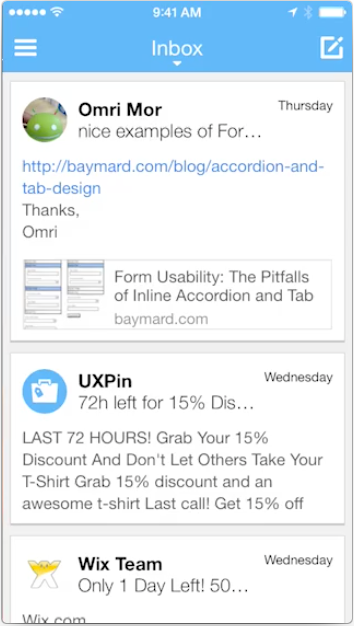 9:41 AM
Inbox
Omri Mor
Thursday
nice examples of For...
http://baymard.com/blog/accordion-and-
tab-design
Thanks,
Omri
Form Usability: The Pitfalls
of Inline Accordion and Tab
baymard.com
UXPin
Wednesday
72h left for 15% Dis...
LAST 72 HOURS! Grab Your 15%
Discount And Don't Let Others Take Your
T-Shirt Grab 15% discount and an
awesome t-shirt Last call! Get 15% off
Wix Team
Wednesday
Only 1 Day Left! 50...
Wix.com